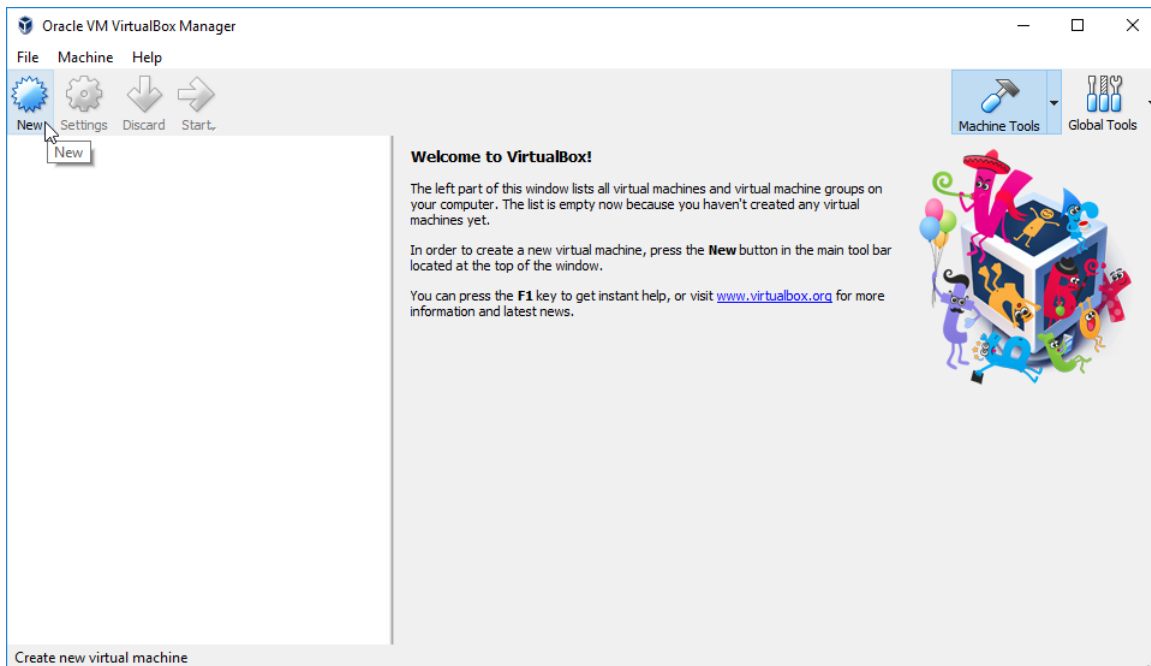 Oracle VM VirtualBox Manager
File Machine Help
New Settings Discard Start
Machine Tools Global Tools
New
Welcome to VirtualBox!
The left part of this window lists all virtual machines and virtual machine groups on
your computer. The list is empty now because you haven't created any virtual
machines yet.
In order to create a new virtual machine, press the New button in the main tool bar
located at the top of the window.
You can press the F1 key to get instant help, or visit www.virtualbox.org for more
information and latest news.
Create new virtual machine